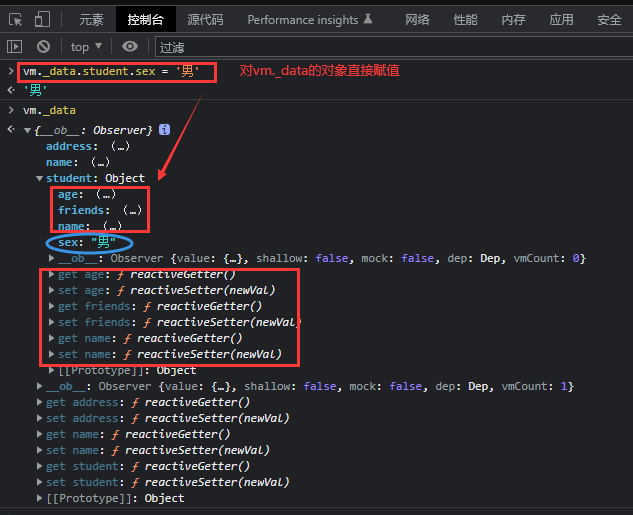 元素 控制台 源代码 Performance insights 网络 性能 内存 应用 安全
top 过滤
vm._data.student.sex = '男' 对vm._data的对象直接赋值
'男'
vm._data
{__ob__: Observer} i
address: (…)
name: (…)
student: Object
age: (…)
friends: (…)
name: (…)
sex: "男"
__ob__: Observer {value: {…}, shallow: false, mock: false, dep: Dep, vmCount: 0}
get age: ƒ reactiveGetter()
set age: ƒ reactiveSetter(newVal)
get friends: ƒ reactiveGetter()
set friends: ƒ reactiveSetter(newVal)
get name: ƒ reactiveGetter()
set name: ƒ reactiveSetter(newVal)
[[Prototype]]: Object
__ob__: Observer {value: {…}, shallow: false, mock: false, dep: Dep, vmCount: 1}
get address: ƒ reactiveGetter()
set address: ƒ reactiveSetter(newVal)
get name: ƒ reactiveGetter()
set name: ƒ reactiveSetter(newVal)
get student: ƒ reactiveGetter()
set student: ƒ reactiveSetter(newVal)
[[Prototype]]: Object